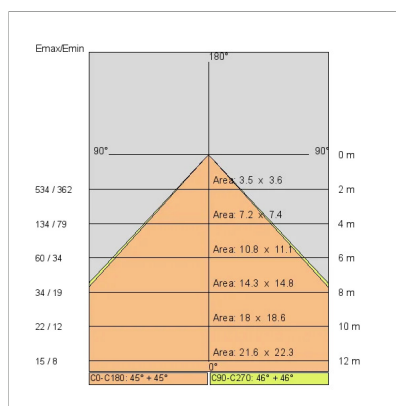 Emax/Emin
180°
90°
90°
0 m
Area: 3.5 x 3.6
534 / 362
2 m
Area: 7.2 x 7.4
134 / 79
4 m
Area: 10.8 x 11.1
60 / 34
6 m
Area: 14.3 x 14.8
34 / 19
8 m
Area: 18 x 18.6
22 / 12
10 m
Area: 21.6 x 22.3
15 / 8
12 m
0°
C0-C180: 45° + 45°
C90-C270: 46° + 46°